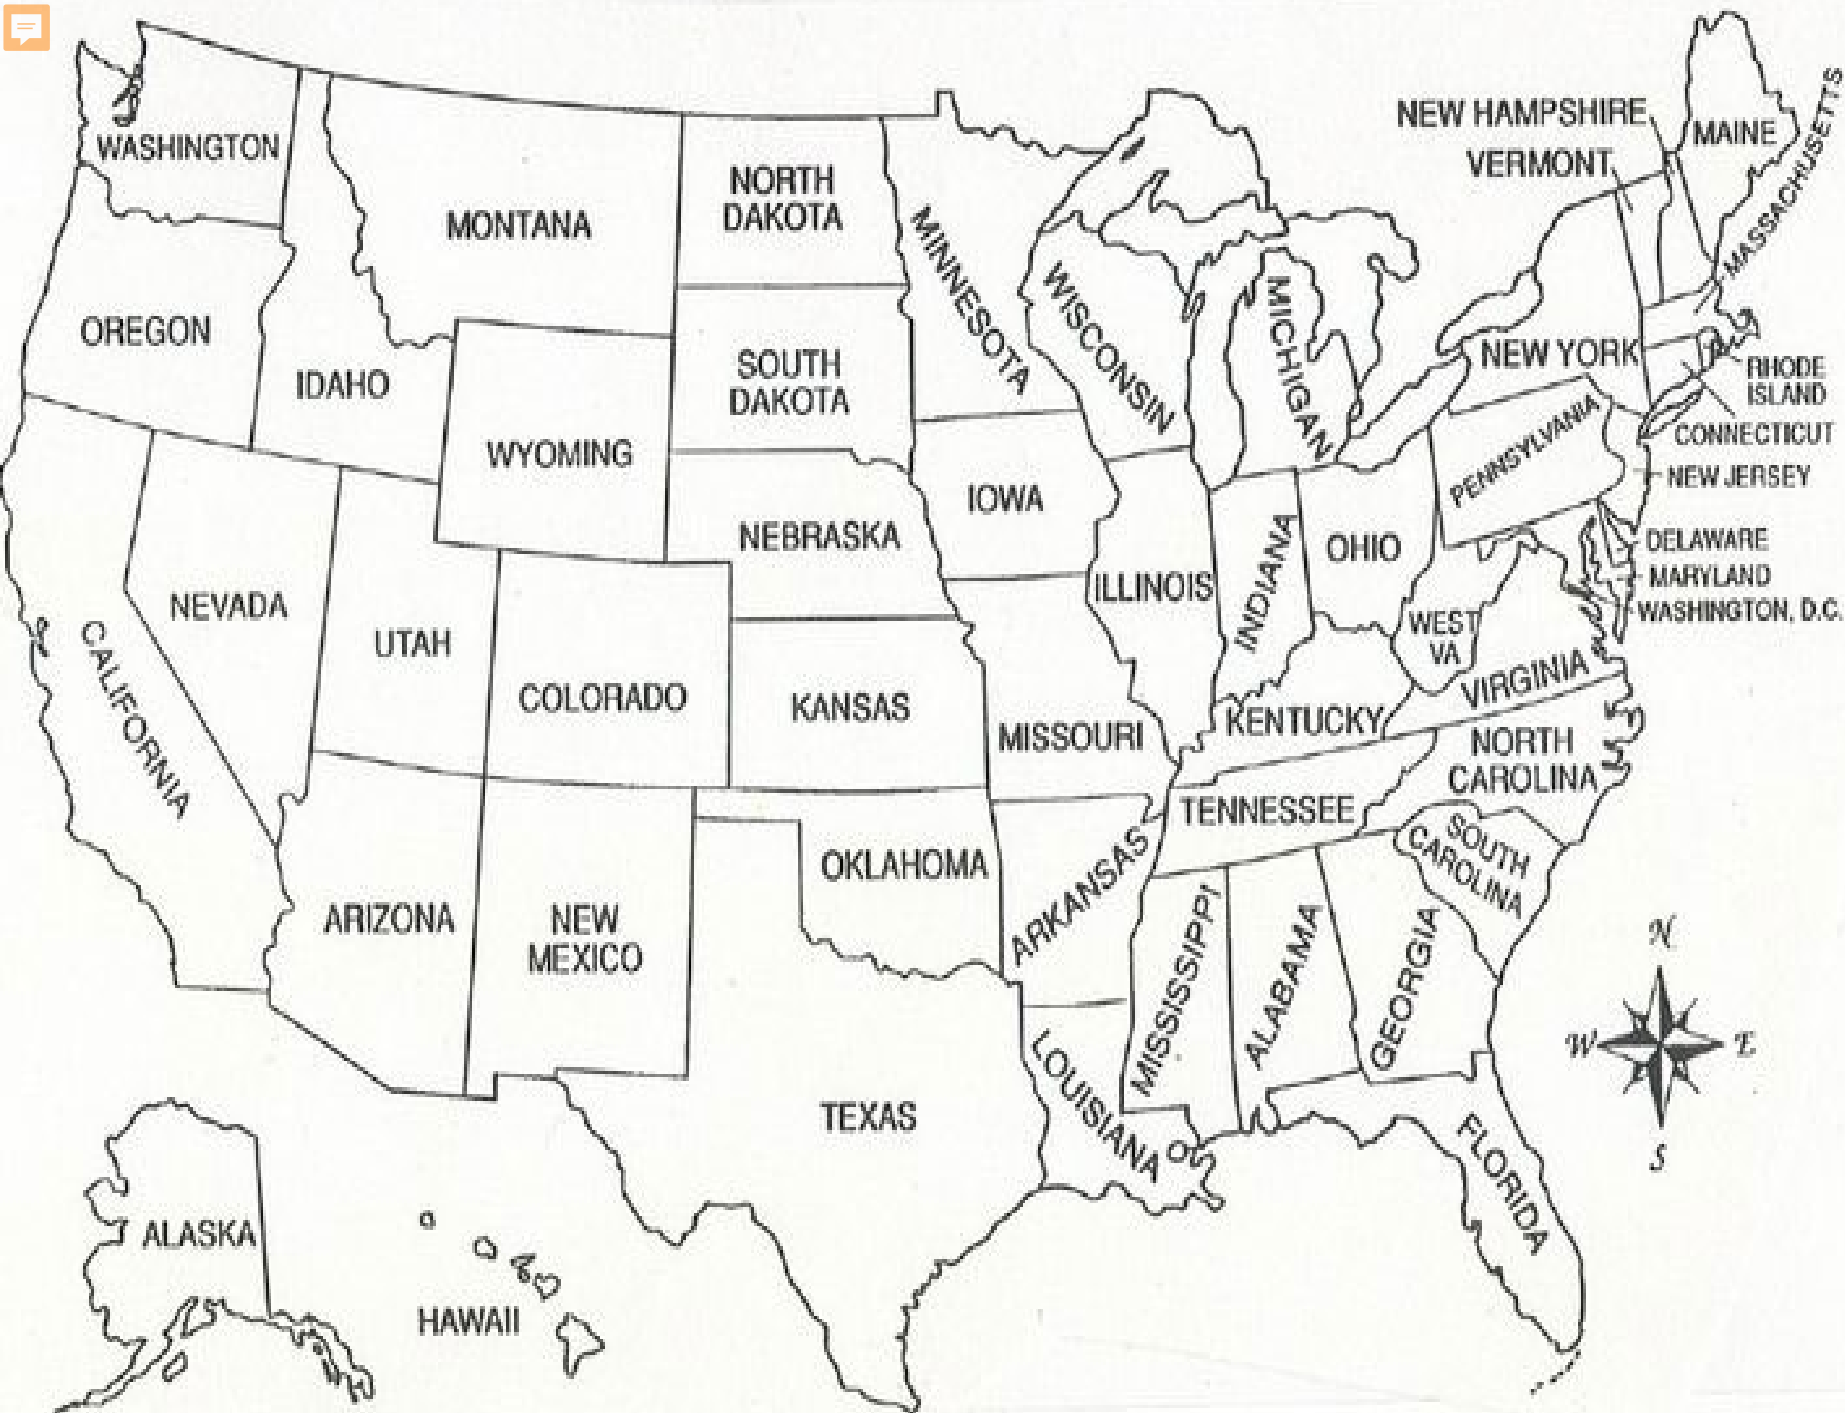 NEW HAMPSHIRE
VERMONT
MAINE
MASSACHUSETTS
WASHINGTON
MONTANA
NORTH
DAKOTA
MINNESOTA
OREGON
IDAHO
SOUTH
DAKOTA
WISCONSIN
MICHIGAN
NEW YORK
RHODE
ISLAND
CONNECTICUT
WYOMING
PENNSYLVANIA
NEW JERSEY
IOWA
NEBRASKA
OHIO
DELAWARE
MARYLAND
WASHINGTON, D.C.
NEVADA
ILLINOIS
INDIANA
WEST
VA
UTAH
CALIFORNIA
COLORADO
KANSAS
MISSOURI
KENTUCKY
VIRGINIA
NORTH
CAROLINA
TENNESSEE
OKLAHOMA
ARKANSAS
SOUTH
CAROLINA
ARIZONA
NEW
MEXICO
MISSISSIPPI
ALABAMA
GEORGIA
N
W
E
S
TEXAS
LOUISIANA
FLORIDA
ALASKA
HAWAII